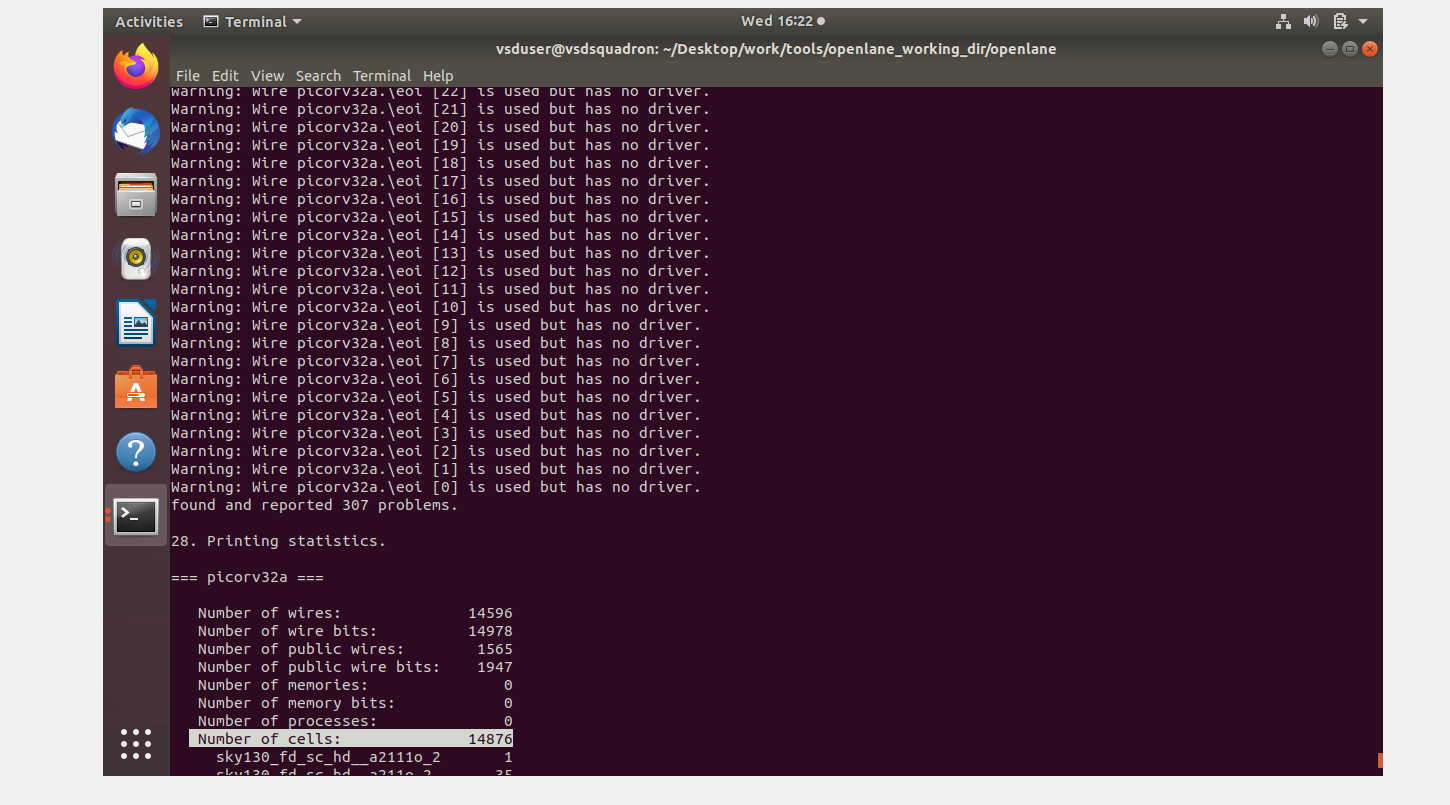 Activities Terminal Wed 16:22
vsduser@vsdsquadron: ~/Desktop/work/tools/openlane_working_dir/openlane
File Edit View Search Terminal Help
Warning: Wire picorv32a.\eoi [22] is used but has no driver.
Warning: Wire picorv32a.\eoi [21] is used but has no driver.
Warning: Wire picorv32a.\eoi [20] is used but has no driver.
Warning: Wire picorv32a.\eoi [19] is used but has no driver.
Warning: Wire picorv32a.\eoi [18] is used but has no driver.
Warning: Wire picorv32a.\eoi [17] is used but has no driver.
Warning: Wire picorv32a.\eoi [16] is used but has no driver.
Warning: Wire picorv32a.\eoi [15] is used but has no driver.
Warning: Wire picorv32a.\eoi [14] is used but has no driver.
Warning: Wire picorv32a.\eoi [13] is used but has no driver.
Warning: Wire picorv32a.\eoi [12] is used but has no driver.
Warning: Wire picorv32a.\eoi [11] is used but has no driver.
Warning: Wire picorv32a.\eoi [10] is used but has no driver.
Warning: Wire picorv32a.\eoi [9] is used but has no driver.
Warning: Wire picorv32a.\eoi [8] is used but has no driver.
Warning: Wire picorv32a.\eoi [7] is used but has no driver.
Warning: Wire picorv32a.\eoi [6] is used but has no driver.
Warning: Wire picorv32a.\eoi [5] is used but has no driver.
Warning: Wire picorv32a.\eoi [4] is used but has no driver.
Warning: Wire picorv32a.\eoi [3] is used but has no driver.
Warning: Wire picorv32a.\eoi [2] is used but has no driver.
Warning: Wire picorv32a.\eoi [1] is used but has no driver.
Warning: Wire picorv32a.\eoi [0] is used but has no driver.
found and reported 307 problems.
28. Printing statistics.
=== picorv32a ===
Number of wires: 14596
Number of wire bits: 14978
Number of public wires: 1565
Number of public wire bits: 1947
Number of memories: 0
Number of memory bits: 0
Number of processes: 0
Number of cells: 14876
sky130_fd_sc_hd__a2111o_2 1
sky130_fd_sc_hd__a211o_2 35